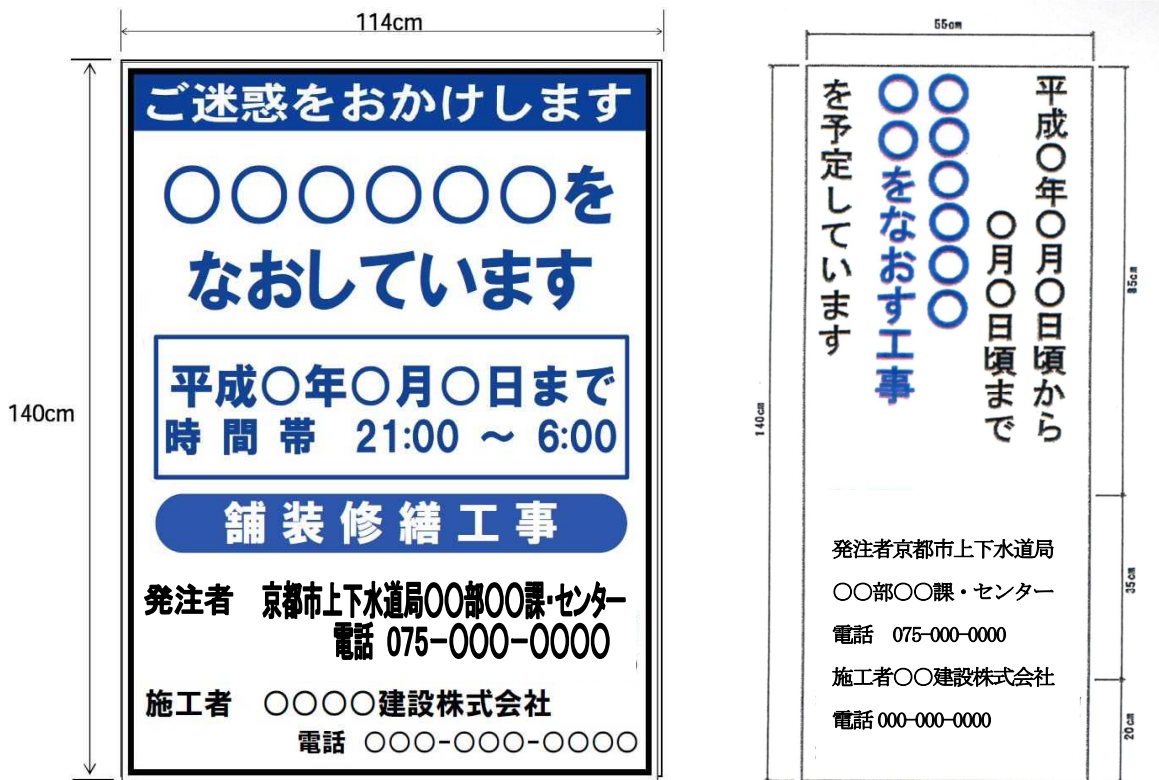 114cm
140cm
ご迷惑をおかけします
〇〇〇〇〇〇を
なおしています
平成〇年〇月〇日まで
時間帯 21:00 ～ 6:00
舗装修繕工事
発注者 京都市上下水道局〇〇部〇〇課・センター
電話 075-〇〇〇-〇〇〇〇
施工者 〇〇〇〇建設株式会社
電話 〇〇〇-〇〇〇-〇〇〇〇
55cm
140cm
平成〇年〇月〇日頃から
〇月〇日頃まで
〇〇〇〇〇〇
〇〇をなおす工事
を予定しています
85cm
発注者京都市上下水道局
〇〇部〇〇課・センター
電話 075-000-0000
施工者〇〇建設株式会社
電話 000-000-0000
35cm
20cm